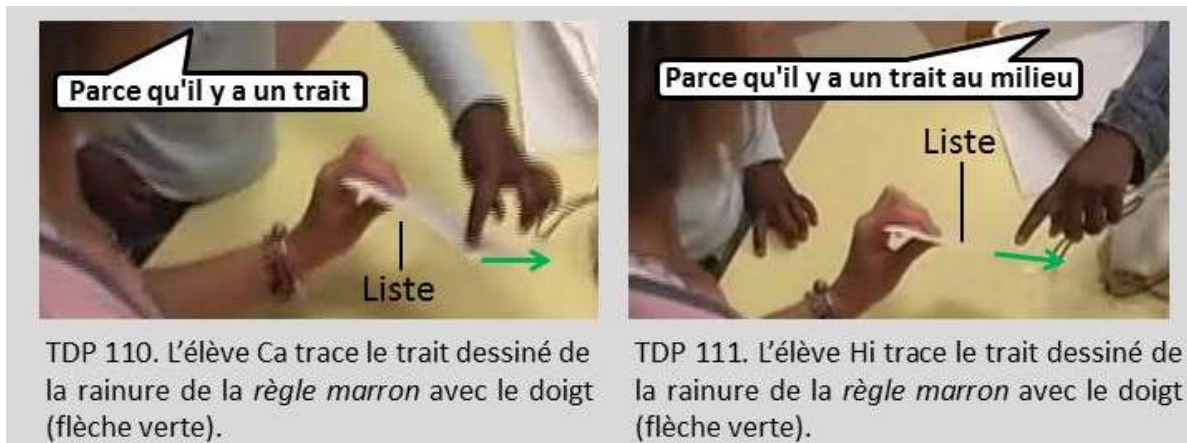 Parce qu'il y a un trait
Liste
TDP 110. L'élève Ca trace le trait dessiné de
la rainure de la règle marron avec le doigt
(flèche verte).
Parce qu'il y a un trait au milieu
Liste
TDP 111. L'élève Hi trace le trait dessiné de
la rainure de la règle marron avec le doigt
(flèche verte).